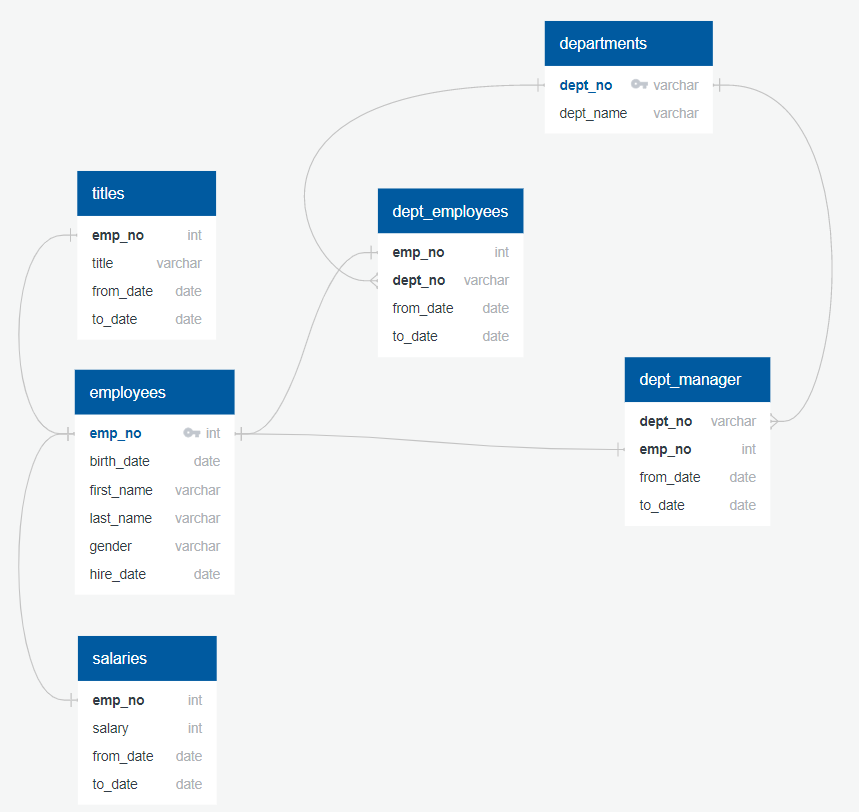 departments
dept_no varchar
dept_name varchar
titles
emp_no int
title varchar
from_date date
to_date date
dept_employees
emp_no int
dept_no varchar
from_date date
to_date date
employees
emp_no int
birth_date date
first_name varchar
last_name varchar
gender varchar
hire_date date
dept_manager
dept_no varchar
emp_no int
from_date date
to_date date
salaries
emp_no int
salary int
from_date date
to_date date